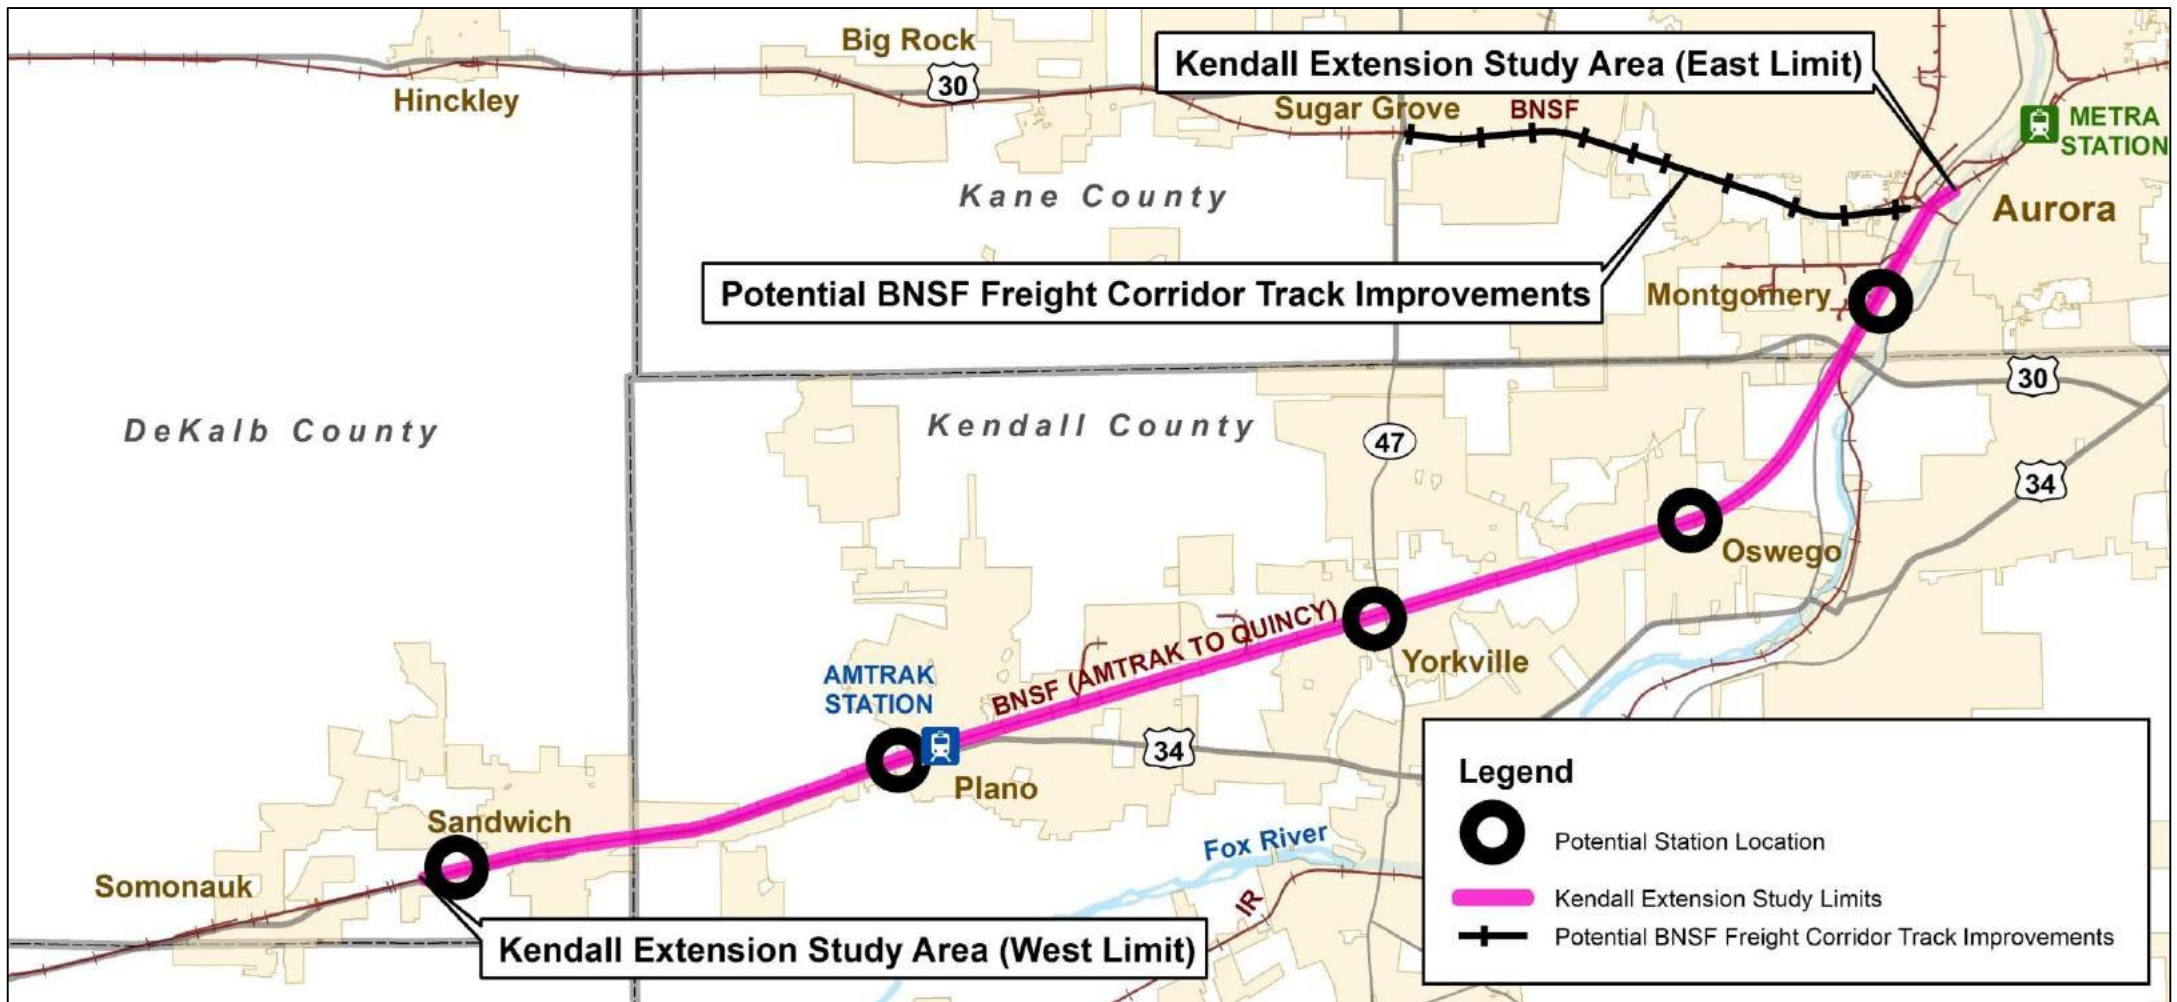 Big Rock
30
Hinckley
Kendall Extension Study Area (East Limit)
Sugar Grove
BNSF
METRA
STATION
Kane County
Aurora
Potential BNSF Freight Corridor Track Improvements
Montgomery
30
DeKalb County
Kendall County
47
34
Oswego
BNSF (AMTRAK TO QUINCY)
Yorkville
AMTRAK
STATION
34
Plano
Sandwich
Fox River
Somonauk
IR
Kendall Extension Study Area (West Limit)
Legend
Potential Station Location
Kendall Extension Study Limits
Potential BNSF Freight Corridor Track Improvements